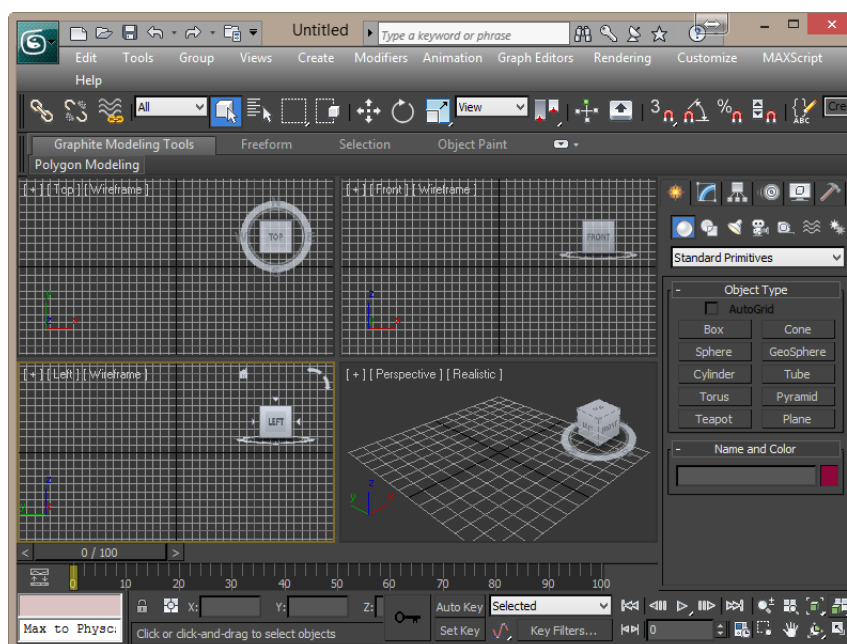 Untitled
Type a keyword or phrase
Edit Tools Group Views Create Modifiers Animation Graph Editors Rendering Customize MAXScript
Help
All
View
3
%
ABC
Cre
Graphite Modeling Tools Freeform Selection Object Paint
Polygon Modeling
[ + ] [ Top ] [ Wireframe ]
TOP
y
x
[ + ] [ Front ] [ Wireframe ]
FRONT
z
x
[ + ] [ Left ] [ Wireframe ]
LEFT
z
y
[ + ] [ Perspective ] [ Realistic ]
FRONT
z
y
x
Standard Primitives
- Object Type
AutoGrid
Box Cone
Sphere GeoSphere
Cylinder Tube
Torus Pyramid
Teapot Plane
- Name and Color
< 0 / 100 >
0 10 20 30 40 50 60 70 80 90 100
X: Y: Z:
Auto Key Selected
Max to Physc:
Click or click-and-drag to select objects
Set Key Key Filters...
0